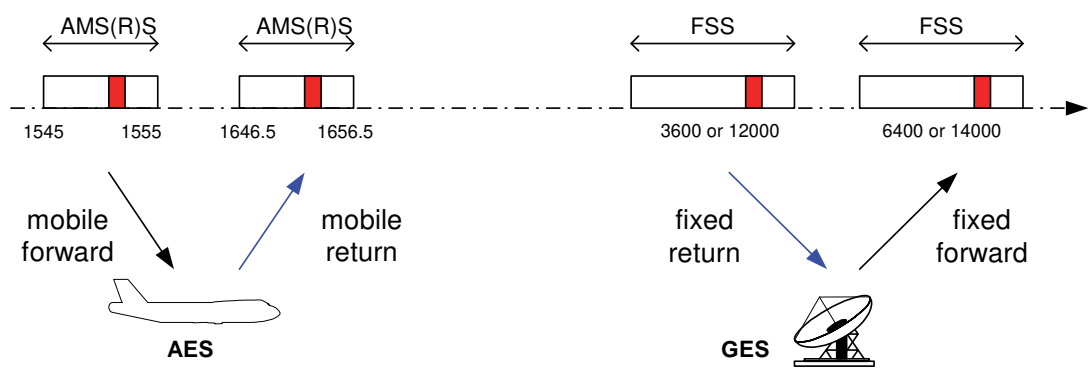 AMS(R)S AMS(R)S FSS FSS
1545 1555 1646.5 1656.5 3600 or 12000 6400 or 14000
mobile
forward
mobile
return
fixed
return
fixed
forward
AES
GES